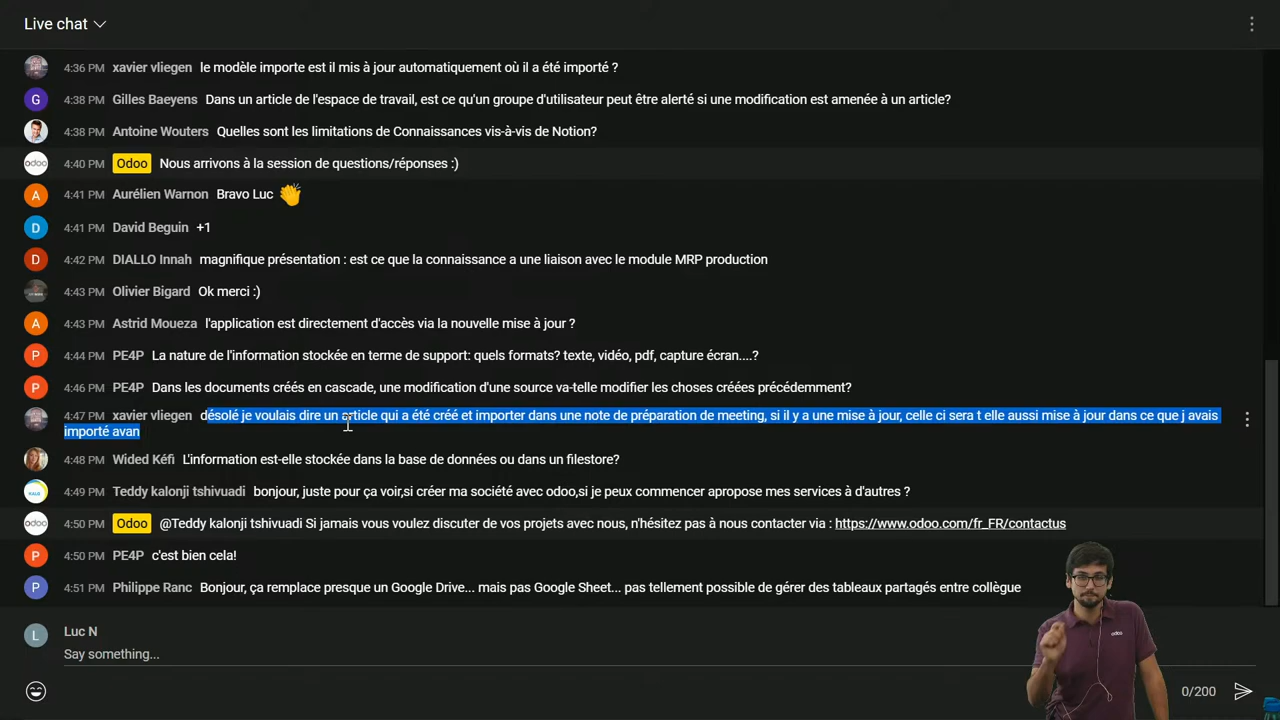 Live chat
4:36 PM xavier vliegen le modèle importe est il mis à jour automatiquement où il a été importé ?
G 4:38 PM Gilles Baeyens Dans un article de l'espace de travail, est ce qu'un groupe d'utilisateur peut être alerté si une modification est amenée à un article?
4:38 PM Antoine Wouters Quelles sont les limitations de Connaissances vis-à-vis de Notion?
odoo 4:40 PM Odoo Nous arrivons à la session de questions/réponses :)
A 4:41 PM Aurélien Warnon Bravo Luc 👏
D 4:41 PM David Beguin +1
D 4:42 PM DIALLO Innah magnifique présentation : est ce que la connaissance a une liaison avec le module MRP production
4:43 PM Olivier Bigard Ok merci :)
A 4:43 PM Astrid Moueza l'application est directement d'accès via la nouvelle mise à jour ?
P 4:44 PM PE4P La nature de l'information stockée en terme de support: quels formats? texte, vidéo, pdf, capture écran....?
P 4:46 PM PE4P Dans les documents créés en cascade, une modification d'une source va-telle modifier les choses créées précédemment?
4:47 PM xavier vliegen désolé je voulais dire un article qui a été créé et importer dans une note de préparation de meeting, si il y a une mise à jour, celle ci sera t elle aussi mise à jour dans ce que j avais
importé avan
4:48 PM Wided Kéfi L'information est-elle stockée dans la base de données ou dans un filestore?
4:49 PM Teddy kalonji tshivuadi bonjour, juste pour ça voir,si créer ma société avec odoo,si je peux commencer apropose mes services à d'autres ?
odoo 4:50 PM Odoo @Teddy kalonji tshivuadi Si jamais vous voulez discuter de vos projets avec nous, n'hésitez pas à nous contacter via : https://www.odoo.com/fr_FR/contactus
P 4:50 PM PE4P c'est bien cela!
P 4:51 PM Philippe Ranc Bonjour, ça remplace presque un Google Drive... mais pas Google Sheet... pas tellement possible de gérer des tableaux partagés entre collègue
L Luc N
Say something...
0/200
odoo